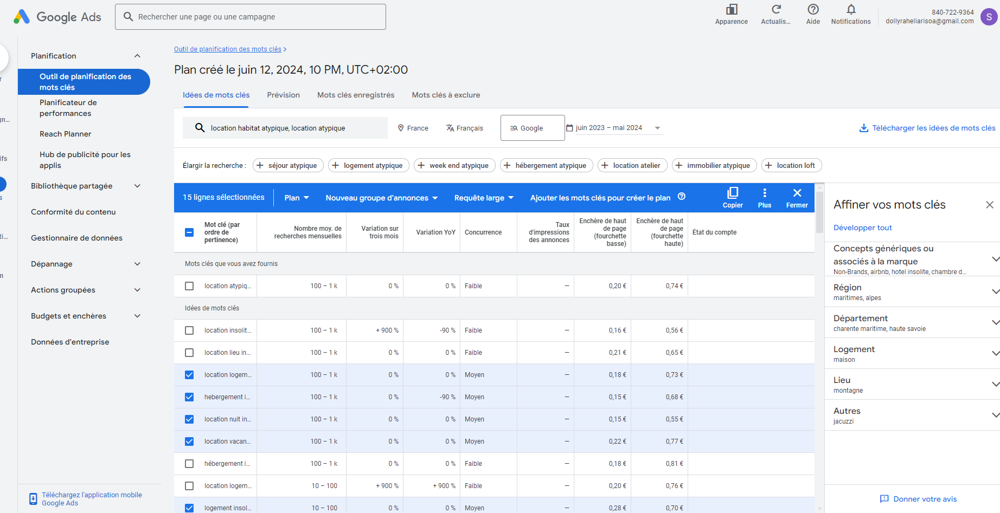 Google Ads
Rechercher une page ou une campagne
Apparence
Actualis...
Aide
Notifications
840-722-9364
dollyraheliarisoa@gmail.com
S
Planification
Outil de planification des
mots clés
Planificateur de
performances
Reach Planner
Hub de publicité pour les
applis
Bibliothèque partagée
Conformité du contenu
Gestionnaire de données
Dépannage
Actions groupées
Budgets et enchères
Données d'entreprise
Téléchargez l'application mobile
Google Ads
Outil de planification des mots clés
Plan créé le juin 12, 2024, 10 PM, UTC+02:00
Idées de mots clés
Prévision
Mots clés enregistrés
Mots clés à exclure
location habitat atypique, location atypique
France
Français
Google
juin 2023 – mai 2024
Télécharger les idées de mots clés
Élargir la recherche :
séjour atypique
logement atypique
week end atypique
hébergement atypique
location atelier
immobilier atypique
location loft
15 lignes sélectionnées
Plan
Nouveau groupe d'annonces
Requête large
Ajouter les mots clés pour créer le plan
Copier
Plus
Fermer
Mot clé (par
ordre de
pertinence)
Nombre moy. de
recherches mensuelles
Variation sur
trois mois
Variation YoY
Concurrence
Taux
d'impressions
des annonces
Enchère de haut
de page
(fourchette
basse)
Enchère de haut
de page
(fourchette
haute)
État du compte
Mots clés que vous avez fournis
location atypiq... 100 – 1 k 0 % 0 % Faible — 0,20 € 0,74 €
Idées de mots clés
location insolit... 100 – 1 k + 900 % -90 % Faible — 0,16 € 0,56 €
location lieu in... 100 – 1 k 0 % 0 % Faible — 0,21 € 0,65 €
location logem... 100 – 1 k 0 % 0 % Moyen — 0,18 € 0,73 €
hebergement i... 100 – 1 k 0 % -90 % Moyen — 0,15 € 0,68 €
location nuit in... 100 – 1 k 0 % 0 % Moyen — 0,15 € 0,55 €
location vacan... 100 – 1 k 0 % 0 % Moyen — 0,22 € 0,77 €
hébergement i... 100 – 1 k 0 % 0 % Faible — 0,18 € 0,81 €
location logem... 10 – 100 + 900 % + 900 % Faible — 0,20 € 0,76 €
logement insol... 10 – 100 0 % 0 % Moyen — 0,28 € 0,70 €
Affiner vos mots clés
Développer tout
Concepts génériques ou
associés à la marque
Non-Brands, airbnb, hotel insolite, chambre d...
Région
maritimes, alpes
Département
charente maritime, haute savoie
Logement
maison
Lieu
montagne
Autres
jacuzzi
Donner votre avis